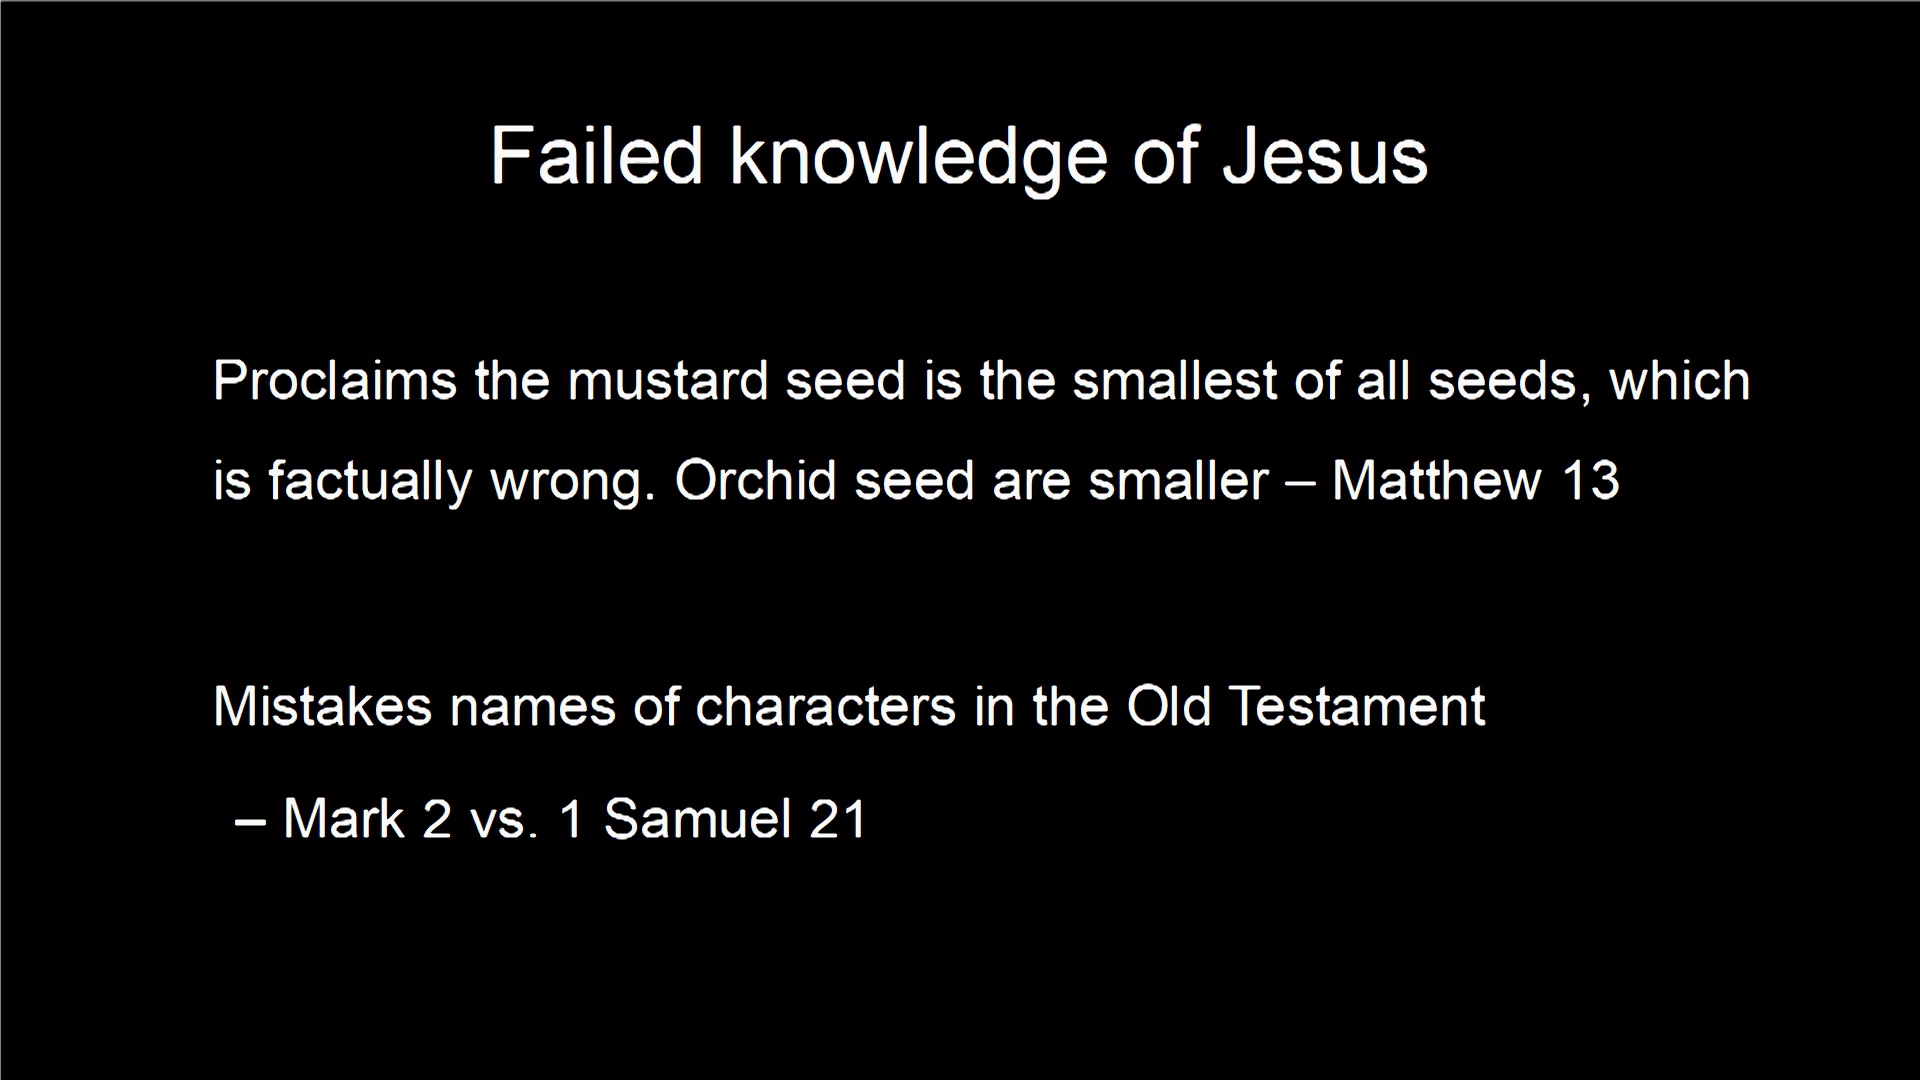 Failed knowledge of Jesus
Proclaims the mustard seed is the smallest of all seeds, which
is factually wrong. Orchid seed are smaller – Matthew 13
Mistakes names of characters in the Old Testament
– Mark 2 vs. 1 Samuel 21